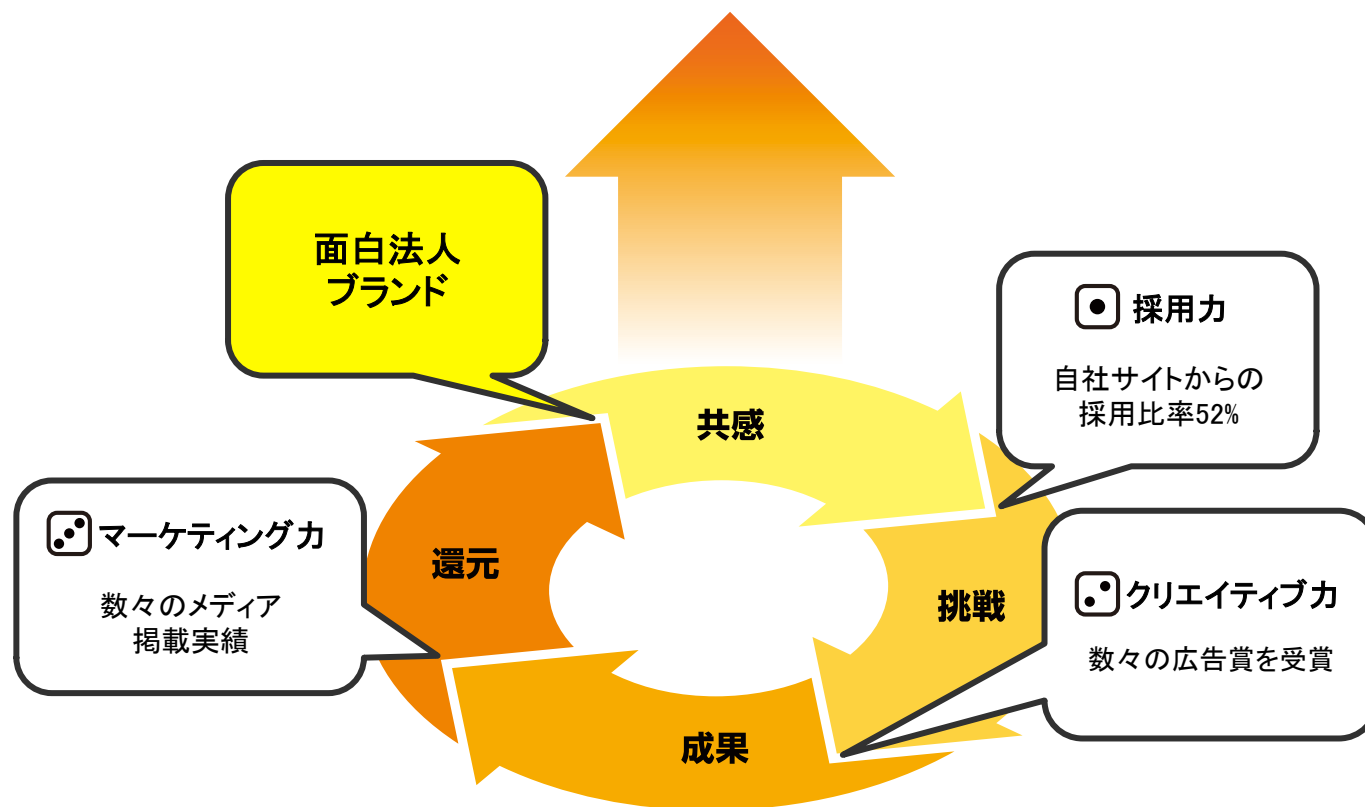 面白法人
ブランド
採用力
自社サイトからの
採用比率52%
共感
マーケティング力
数々のメディア
掲載実績
還元
挑戦
クリエイティブ力
数々の広告賞を受賞
成果